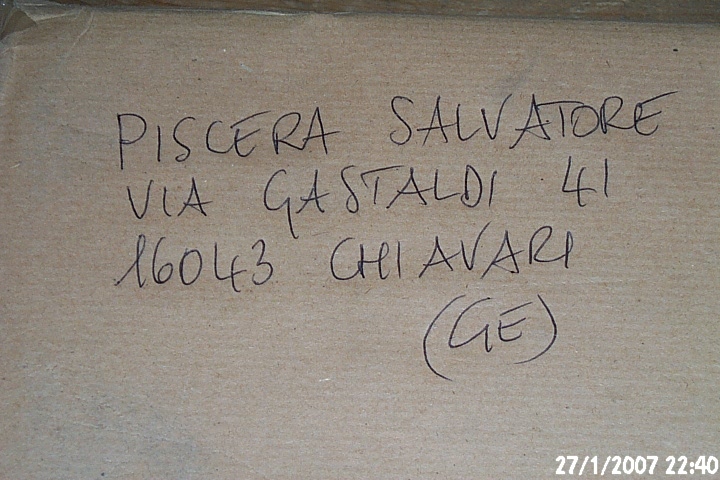 PISCERA SALVATORE
VIA GASTALDI 41
16043 CHIAVARI
(GE)
27/1/2007 22:40